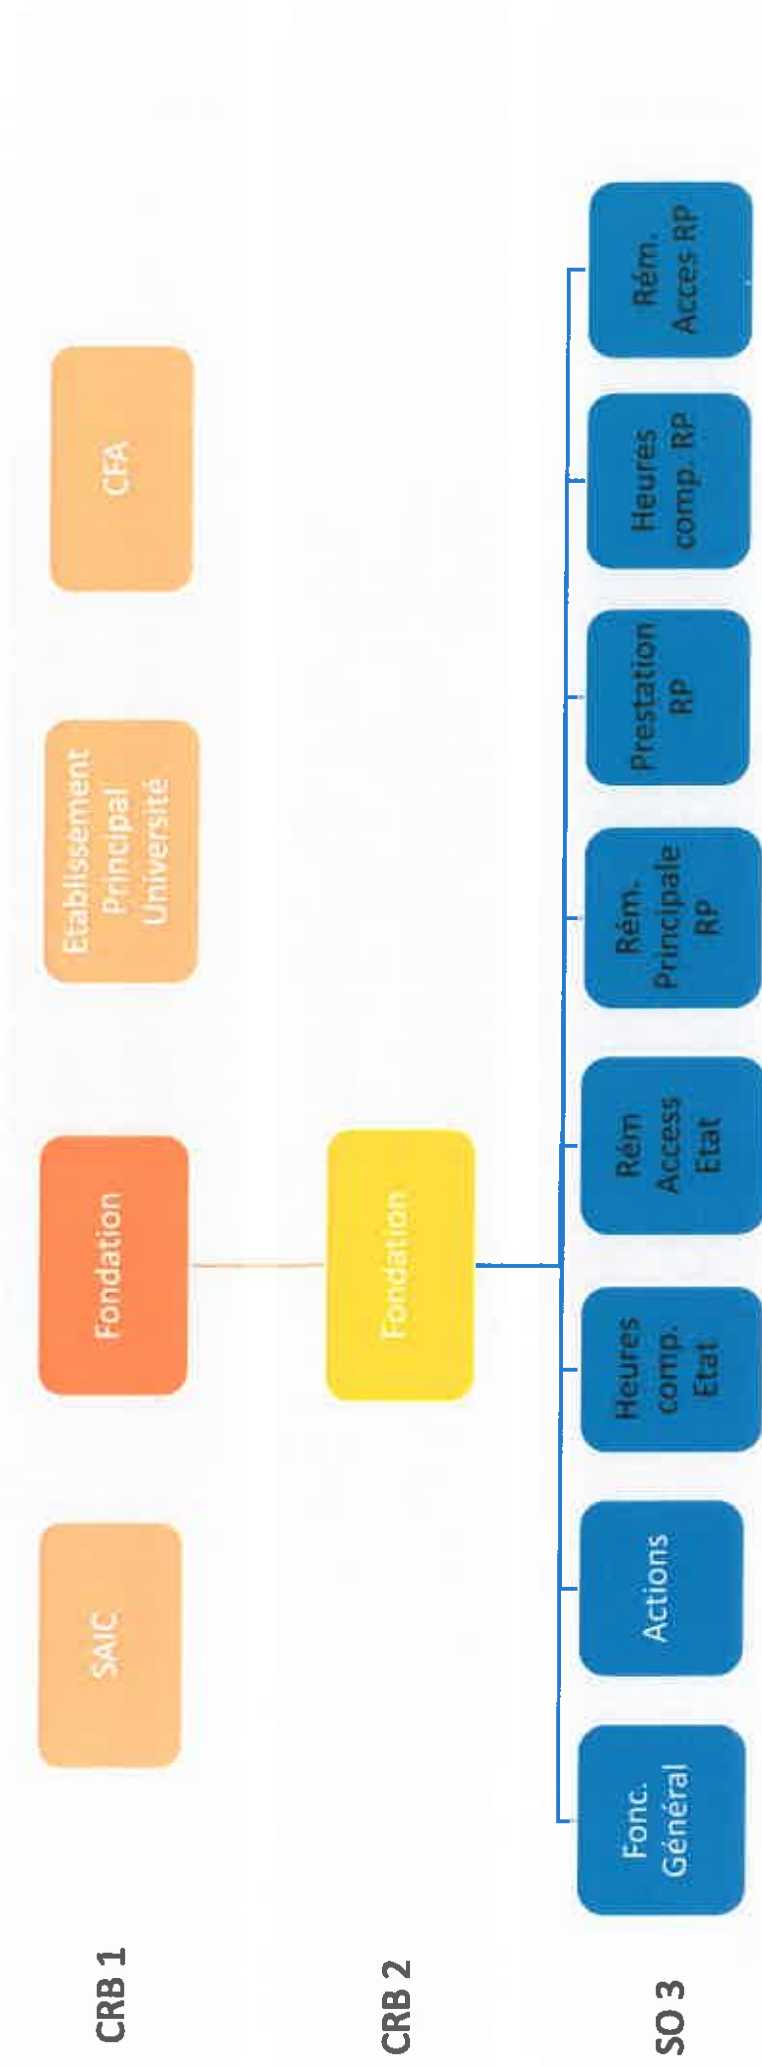 CRB 1
SAIC
Fondation
Etablissement
Principal
Université
CFA
CRB 2
Fondation
SO 3
Fonc.
Général
Actions
Heures
comp.
Etat
Rém
Access
Etat
Rém.
Principale
RP
Prestation
RP
Heures
comp. RP
Rém.
Acces RP